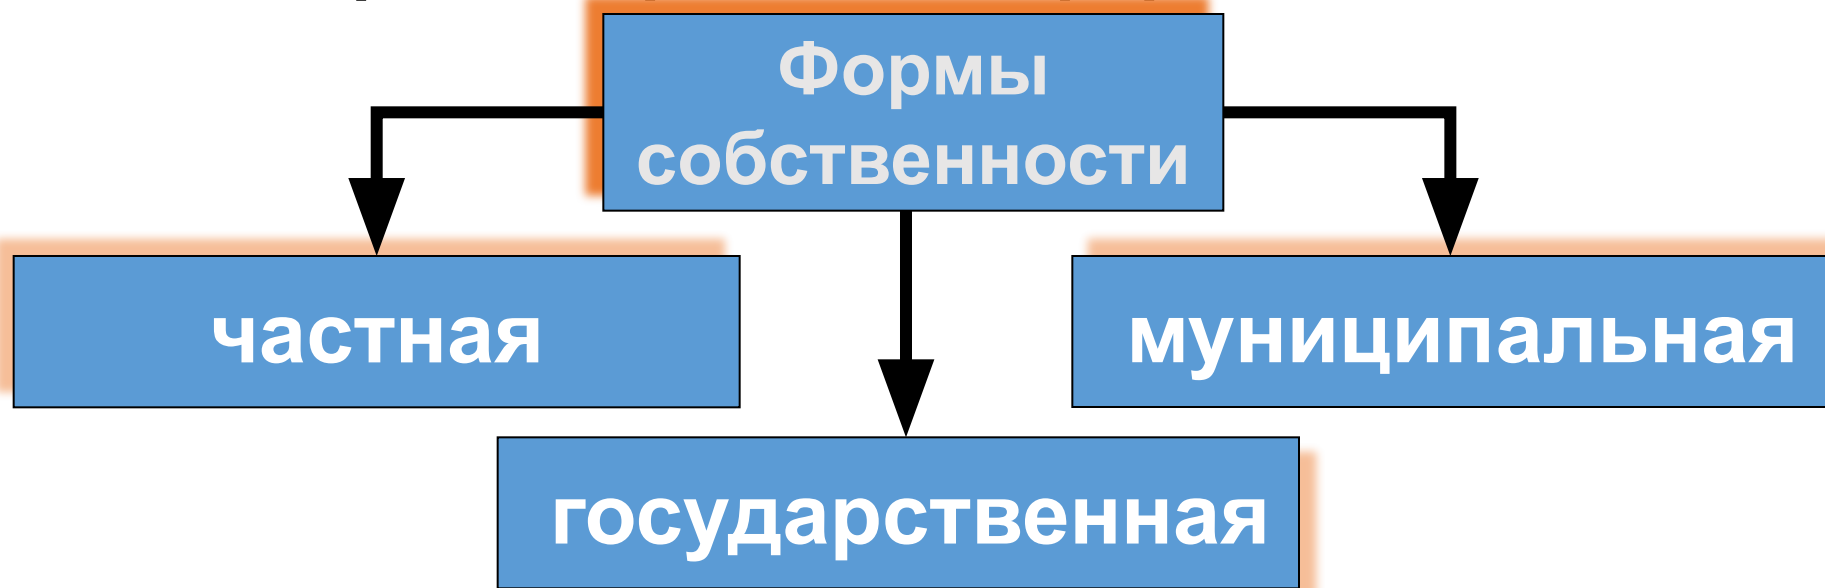 Формы
собственности
частная
муниципальная
государственная